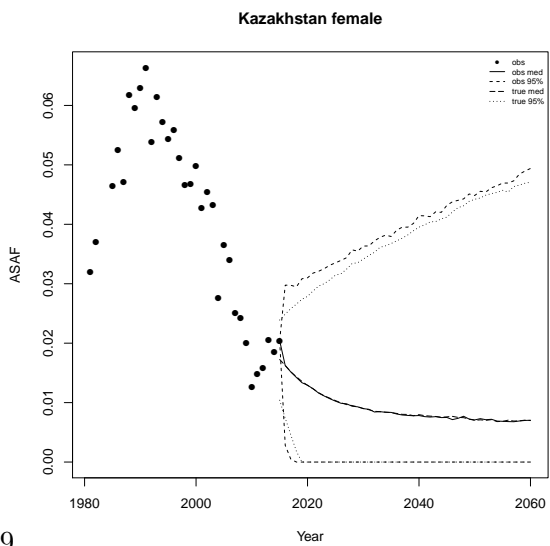 Kazakhstan female
obs
obs med
obs 95%
true med
true 95%
ASAF
0.00 0.01 0.02 0.03 0.04 0.05 0.06
1980 2000 2020 2040 2060
Year
9